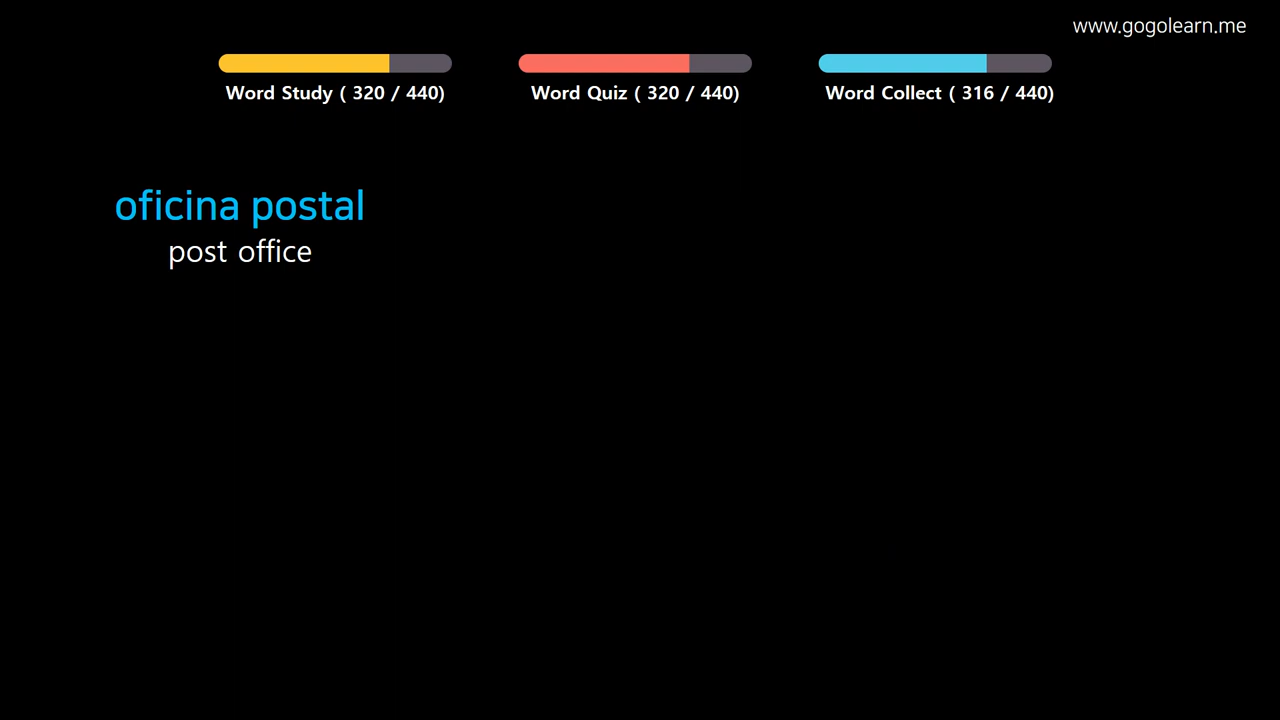 www.gogolearn.me
Word Study ( 320 / 440)
Word Quiz ( 320 / 440)
Word Collect ( 316 / 440)
oficina postal
post office